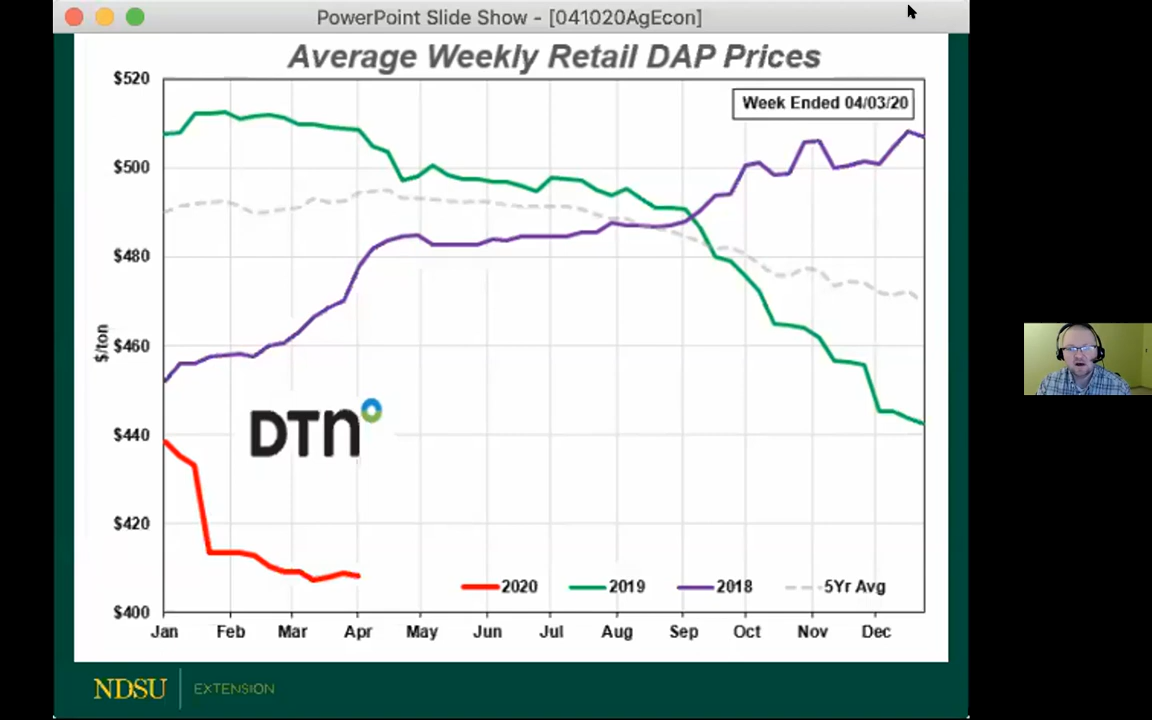 PowerPoint Slide Show - [041020AgEcon]
Average Weekly Retail DAP Prices
$520
Week Ended 04/03/20
$500
$480
$/ton
$460
DTN
$440
$420
2020
2019
2018
5Yr Avg
$400
Jan Feb Mar Apr May Jun Jul Aug Sep Oct Nov Dec
NDSU EXTENSION